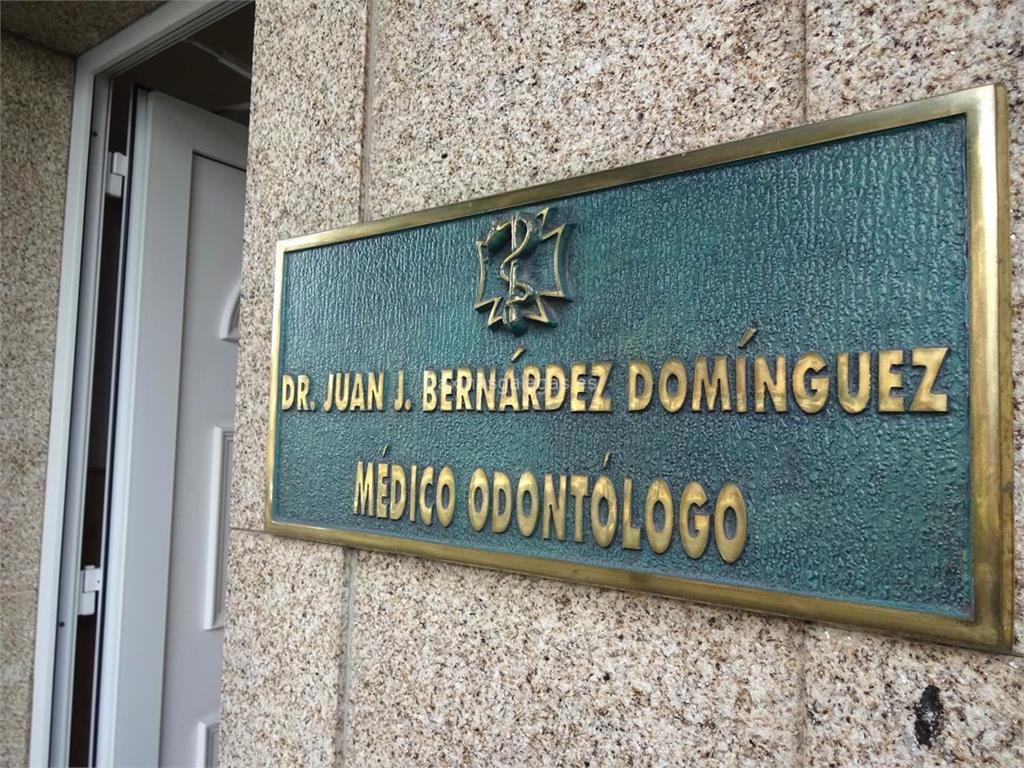 DR. JUAN J. BERNÁRDEZ DOMÍNGUEZ
MÉDICO ODONTÓLOGO